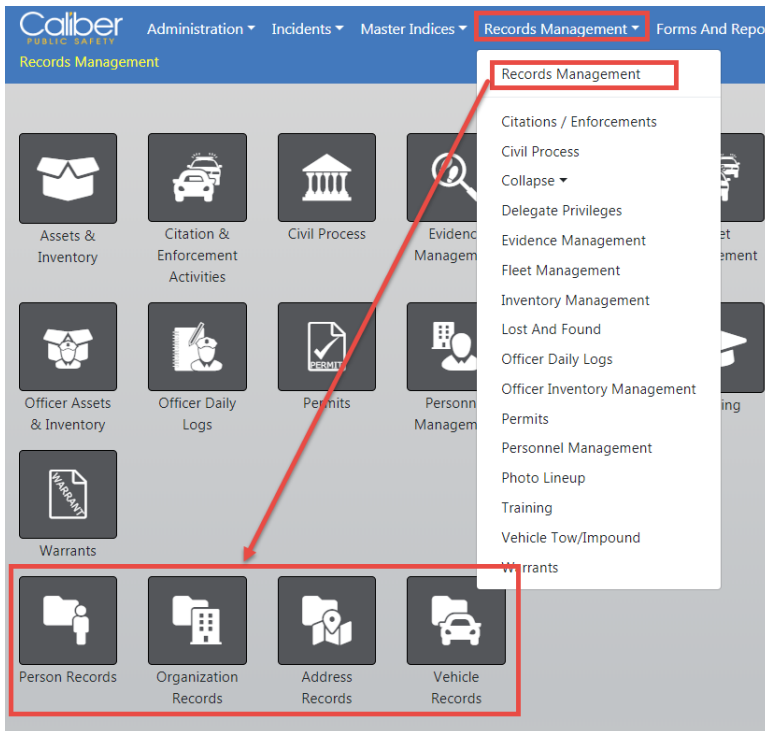 Caliber
PUBLIC SAFETY
Administration
Incidents
Master Indices
Records Management
Forms And Repo
Records Management
Records Management
Citations / Enforcements
Civil Process
Collapse
Delegate Privileges
Evidence Management
Fleet Management
Inventory Management
Lost And Found
Officer Daily Logs
Officer Inventory Management
Permits
Personnel Management
Photo Lineup
Training
Vehicle Tow/Impound
Warrants
Assets &
Inventory
Citation &
Enforcement
Activities
Civil Process
Evidenc
Managem
et
ement
Officer Assets
& Inventory
Officer Daily
Logs
PERMIT
Permits
Personn
Managem
ing
WARRANT
Warrants
Person Records
Organization
Records
Address
Records
Vehicle
Records